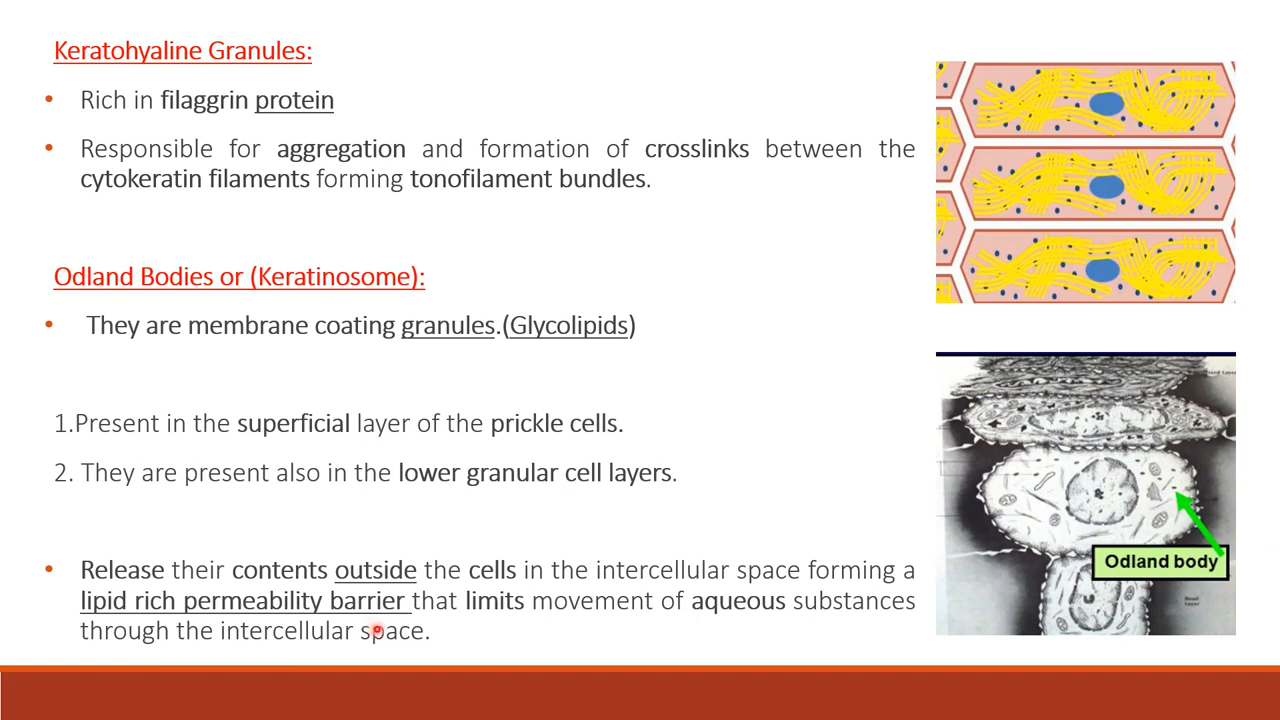 Keratohyaline Granules:
• Rich in filaggrin protein
• Responsible for aggregation and formation of crosslinks between the
cytokeratin filaments forming tonofilament bundles.
Odland Bodies or (Keratinosome):
• They are membrane coating granules.(Glycolipids)
1.Present in the superficial layer of the prickle cells.
2. They are present also in the lower granular cell layers.
• Release their contents outside the cells in the intercellular space forming a
lipid rich permeability barrier that limits movement of aqueous substances
through the intercellular space.
Odland body